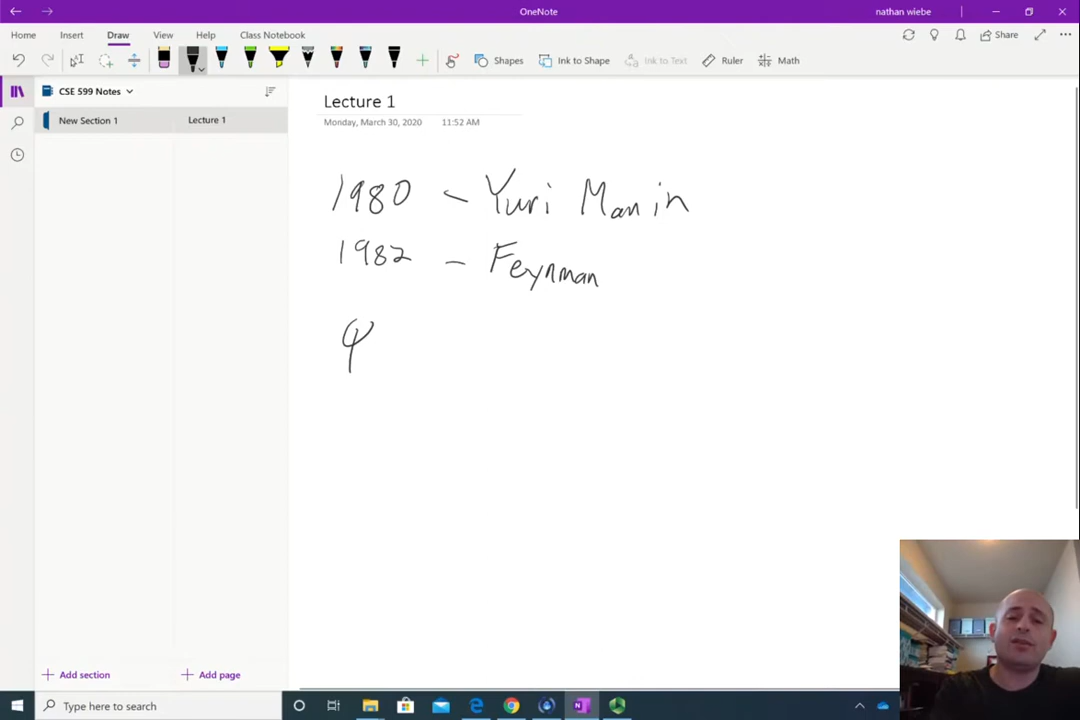 OneNote
nathan wiebe
Home Insert Draw View Help Class Notebook
Share
Shapes Ink to Shape Ink to Text Ruler Math
CSE 599 Notes
New Section 1
Lecture 1
Lecture 1
Monday, March 30, 2020 11:52 AM
1980 - Yuri Manin
1982 - Feynman
ψ
Add section
Add page
Type here to search